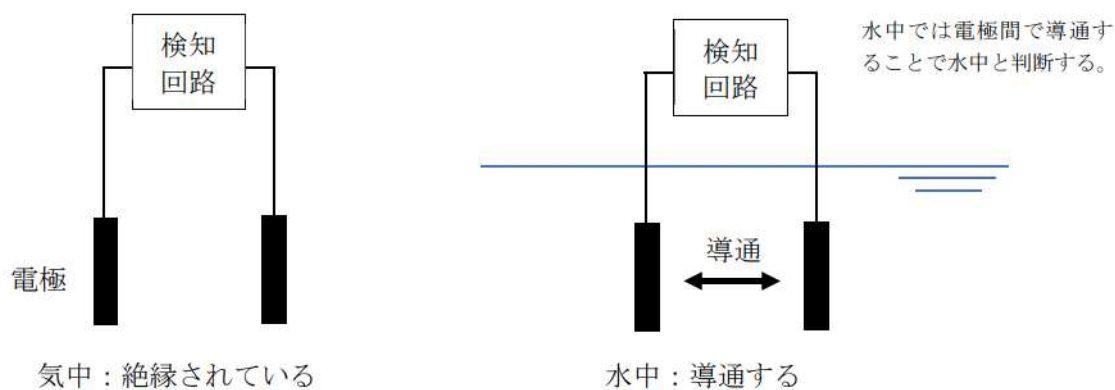 検知
回路
電極
気中：絶縁されている
検知
回路
水中では電極間で導通す
ることで水中と判断する。
導通
水中：導通する